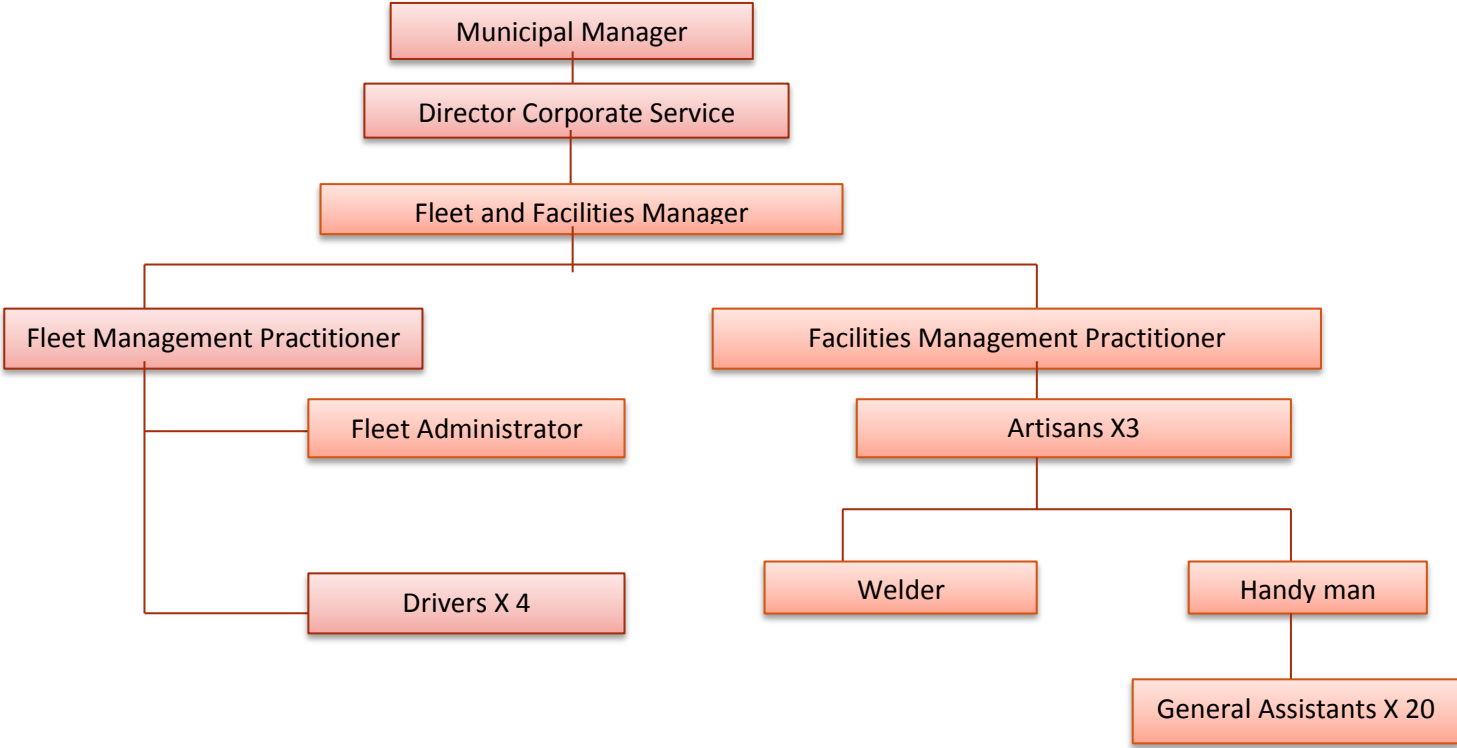 Municipal Manager
Director Corporate Service
Fleet and Facilities Manager
Fleet Management Practitioner
Facilities Management Practitioner
Fleet Administrator
Artisans X3
Welder
Handy man
Drivers X 4
General Assistants X 20